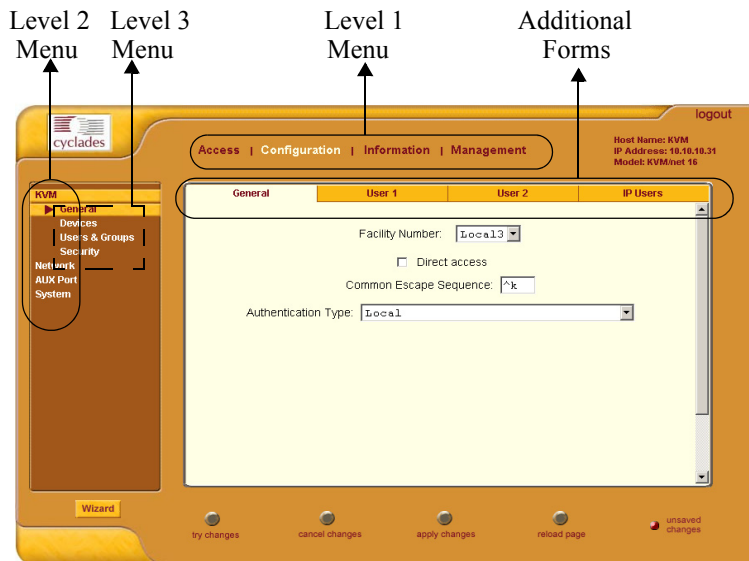 Level 2 Menu
Level 3 Menu
Level 1 Menu
Additional Forms
cyclades
logout
Access | Configuration | Information | Management
Host Name: KVM
IP Address: 10.10.10.31
Model: KVM/net 16
KVM
General
Devices
Users & Groups
Security
Network
AUX Port
System
General
User 1
User 2
IP Users
Facility Number: Local3
Direct access
Common Escape Sequence: ^k
Authentication Type: Local
Wizard
try changes
cancel changes
apply changes
reload page
unsaved changes